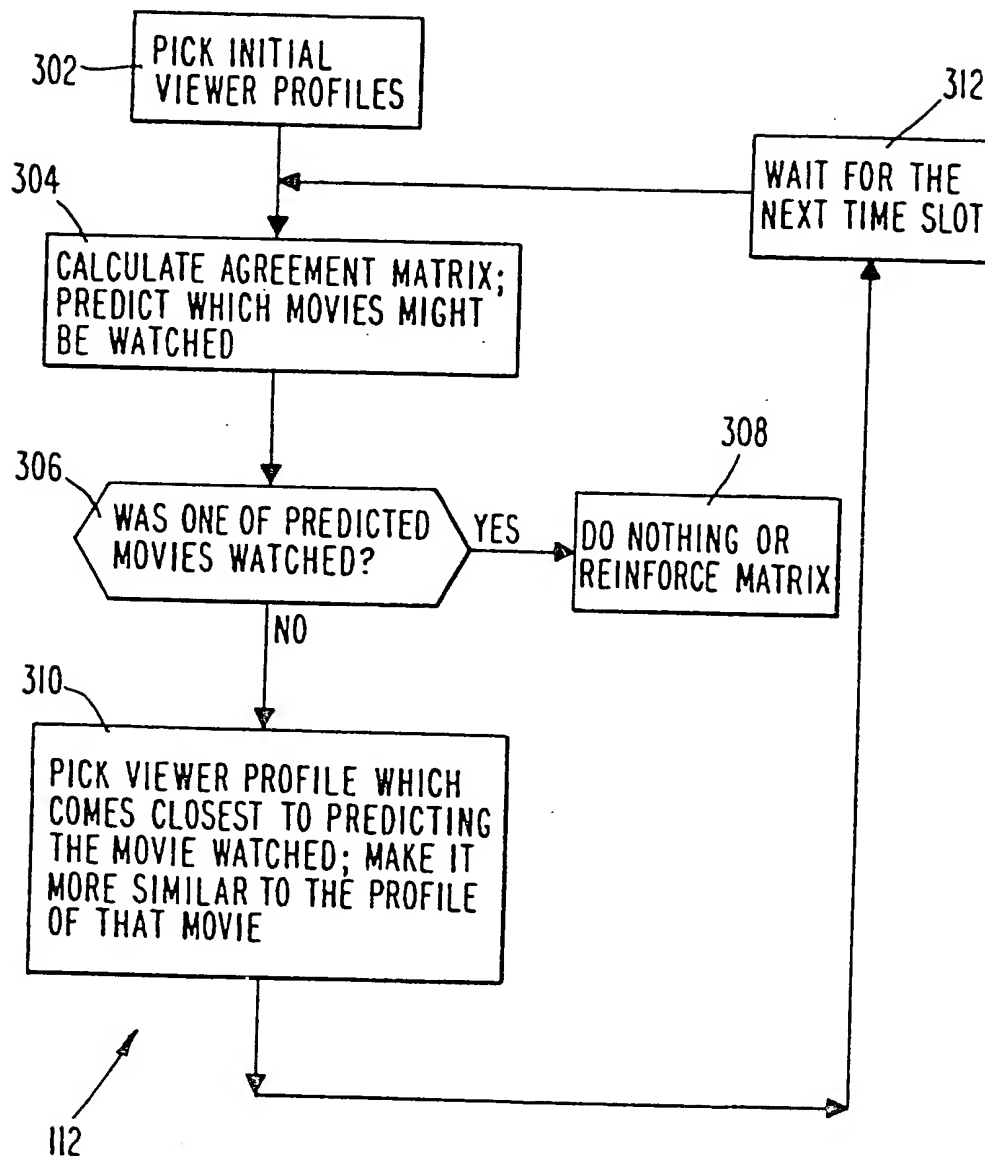 302
PICK INITIAL
VIEWER PROFILES
312
WAIT FOR THE
NEXT TIME SLOT
304
CALCULATE AGREEMENT MATRIX;
PREDICT WHICH MOVIES MIGHT
BE WATCHED
306
WAS ONE OF PREDICTED
MOVIES WATCHED?
YES
308
DO NOTHING OR
REINFORCE MATRIX
NO
310
PICK VIEWER PROFILE WHICH
COMES CLOSEST TO PREDICTING
THE MOVIE WATCHED; MAKE IT
MORE SIMILAR TO THE PROFILE
OF THAT MOVIE
112